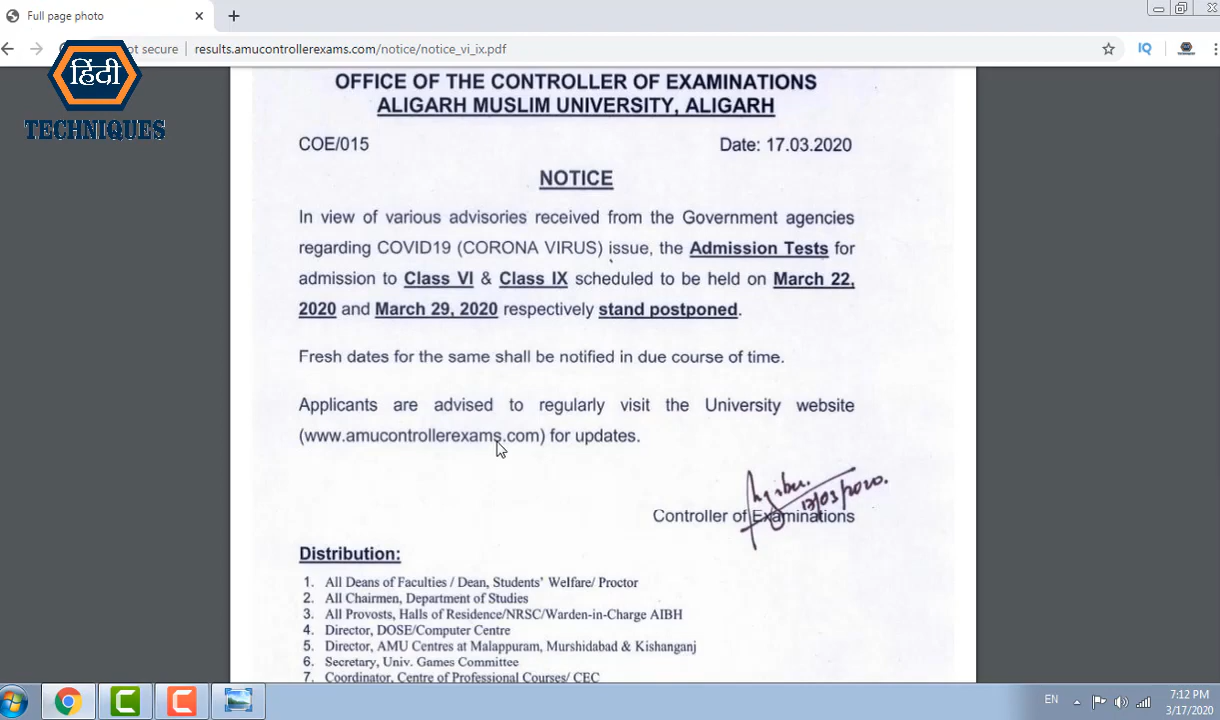 Full page photo
not secure results.amucontrollerexams.com/notice/notice_vi_ix.pdf
IQ
हिंदी
TECHNIQUES
OFFICE OF THE CONTROLLER OF EXAMINATIONS
ALIGARH MUSLIM UNIVERSITY, ALIGARH
COE/015 Date: 17.03.2020
NOTICE
In view of various advisories received from the Government agencies
regarding COVID19 (CORONA VIRUS) issue, the Admission Tests for
admission to Class VI & Class IX scheduled to be held on March 22,
2020 and March 29, 2020 respectively stand postponed.
Fresh dates for the same shall be notified in due course of time.
Applicants are advised to regularly visit the University website
(www.amucontrollerexams.com) for updates.
17/03/2020.
Controller of Examinations
Distribution:
1. All Deans of Faculties / Dean, Students' Welfare/ Proctor
2. All Chairmen, Department of Studies
3. All Provosts, Halls of Residence/NRSC/Warden-in-Charge AIBH
4. Director, DOSE/Computer Centre
5. Director, AMU Centres at Malappuram, Murshidabad & Kishanganj
6. Secretary, Univ. Games Committee
7. Coordinator, Centre of Professional Courses/ CEC
EN
7:12 PM
3/17/2020